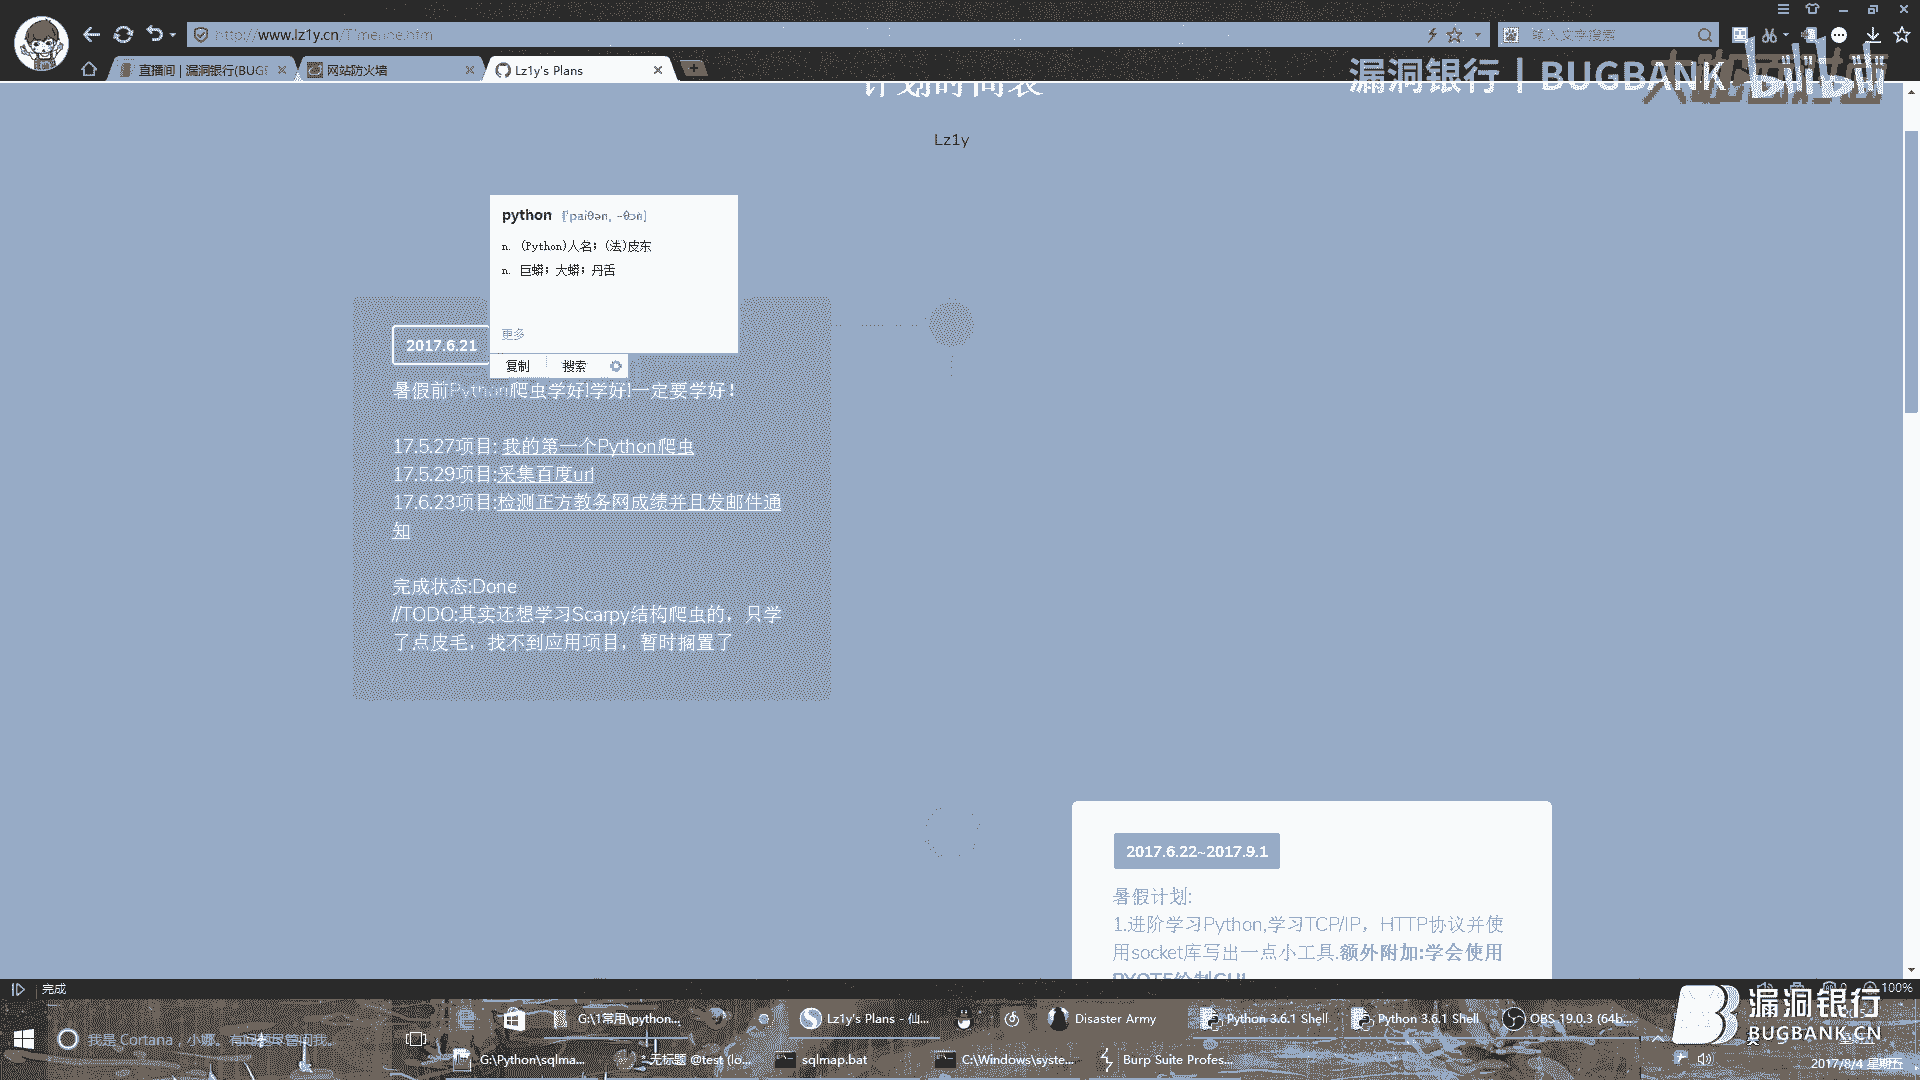 http://www.lz1y.cn/Timeline.htm
输入文字搜索
直播间 | 漏洞银行(BUG
网站防火墙
Lz1y's Plans
漏洞银行 | BUGBANK
bilibili
计划时间表
Lz1y
python
n. (Python)人名；(法)皮东
n. 巨蟒；大蟒；丹舌
更多
复制
搜索
2017.6.21
暑假前Python爬虫学好!学好!一定要学好！
17.5.27项目: 我的第一个Python爬虫
17.5.29项目:采集百度url
17.6.23项目:检测正方教务网成绩并且发邮件通
知
完成状态:Done
//TODO:其实还想学习Scarpy结构爬虫的，只学
了点皮毛，找不到应用项目，暂时搁置了
2017.6.22~2017.9.1
暑假计划:
1.进阶学习Python,学习TCP/IP，HTTP协议并使
用socket库写出一点小工具.额外附加:学会使用
完成
100%
漏洞银行
BUGBANK.CN
G:\1常用\python...
Lz1y's Plans - 仙...
Disaster Army
Python 3.6.1 Shell
Python 3.6.1 Shell
OBS 19.0.3 (64b...
我是 Cortana，小娜。有问题尽管问我。
G:\Python\sqlma...
无标题 @test (lo...
sqlmap.bat
C:\Windows\syste...
Burp Suite Profes...
2017/8/4 星期五